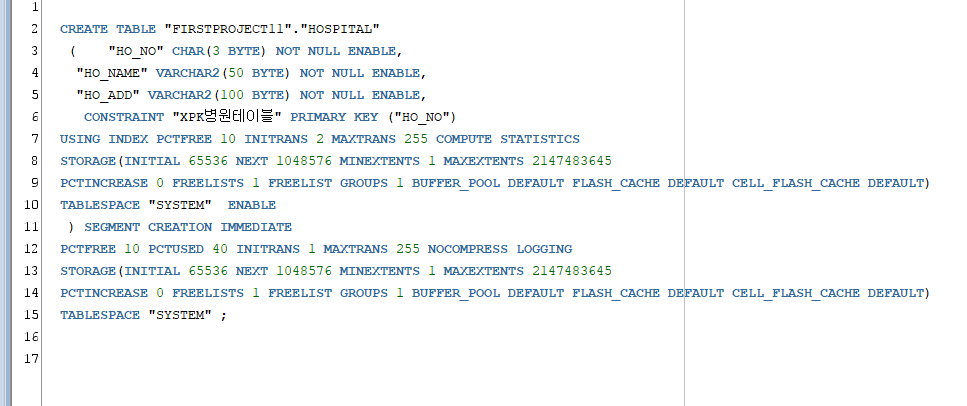 1
2 CREATE TABLE "FIRSTPROJECT11"."HOSPITAL"
3 ( "HO_NO" CHAR(3 BYTE) NOT NULL ENABLE,
4 "HO_NAME" VARCHAR2(50 BYTE) NOT NULL ENABLE,
5 "HO_ADD" VARCHAR2(100 BYTE) NOT NULL ENABLE,
6 CONSTRAINT "XPK병원테이블" PRIMARY KEY ("HO_NO")
7 USING INDEX PCTFREE 10 INITRANS 2 MAXTRANS 255 COMPUTE STATISTICS
8 STORAGE(INITIAL 65536 NEXT 1048576 MINEXTENTS 1 MAXEXTENTS 2147483645
9 PCTINCREASE 0 FREELISTS 1 FREELIST GROUPS 1 BUFFER_POOL DEFAULT FLASH_CACHE DEFAULT CELL_FLASH_CACHE DEFAULT)
10 TABLESPACE "SYSTEM" ENABLE
11 ) SEGMENT CREATION IMMEDIATE
12 PCTFREE 10 PCTUSED 40 INITRANS 1 MAXTRANS 255 NOCOMPRESS LOGGING
13 STORAGE(INITIAL 65536 NEXT 1048576 MINEXTENTS 1 MAXEXTENTS 2147483645
14 PCTINCREASE 0 FREELISTS 1 FREELIST GROUPS 1 BUFFER_POOL DEFAULT FLASH_CACHE DEFAULT CELL_FLASH_CACHE DEFAULT)
15 TABLESPACE "SYSTEM" ;
16
17